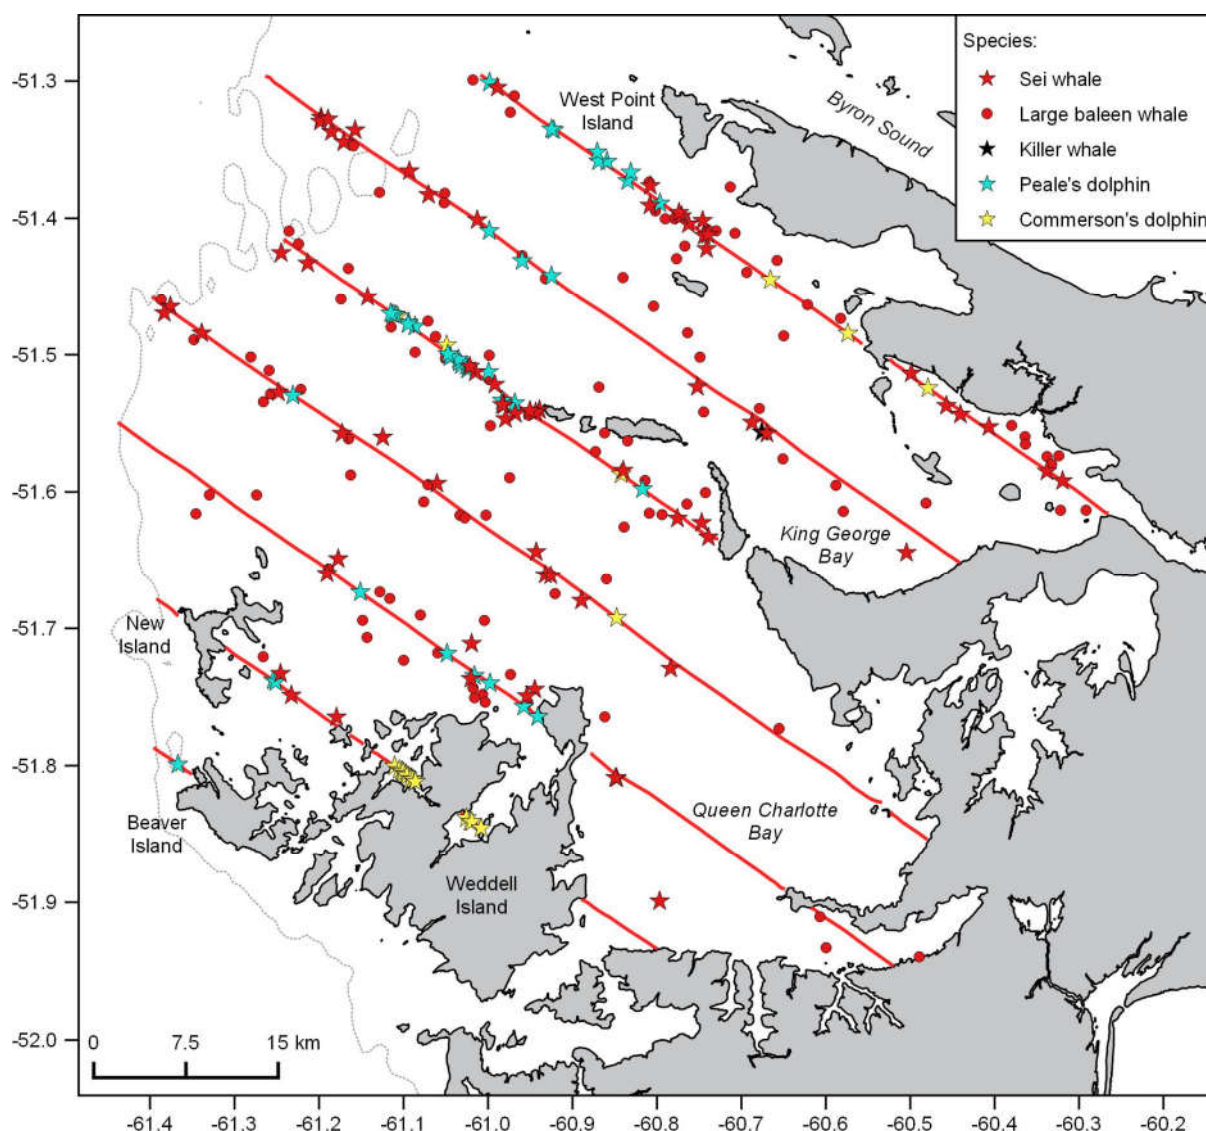 Species:
Sei whale
Large baleen whale
Killer whale
Peale's dolphin
Commerson's dolphin
West Point
Island
Byron Sound
King George
Bay
New
Island
Beaver
Island
Weddell
Island
Queen Charlotte
Bay
0 7.5 15 km
-51.3
-51.4
-51.5
-51.6
-51.7
-51.8
-51.9
-52.0
-61.4 -61.3 -61.2 -61.1 -61.0 -60.9 -60.8 -60.7 -60.6 -60.5 -60.4 -60.3 -60.2